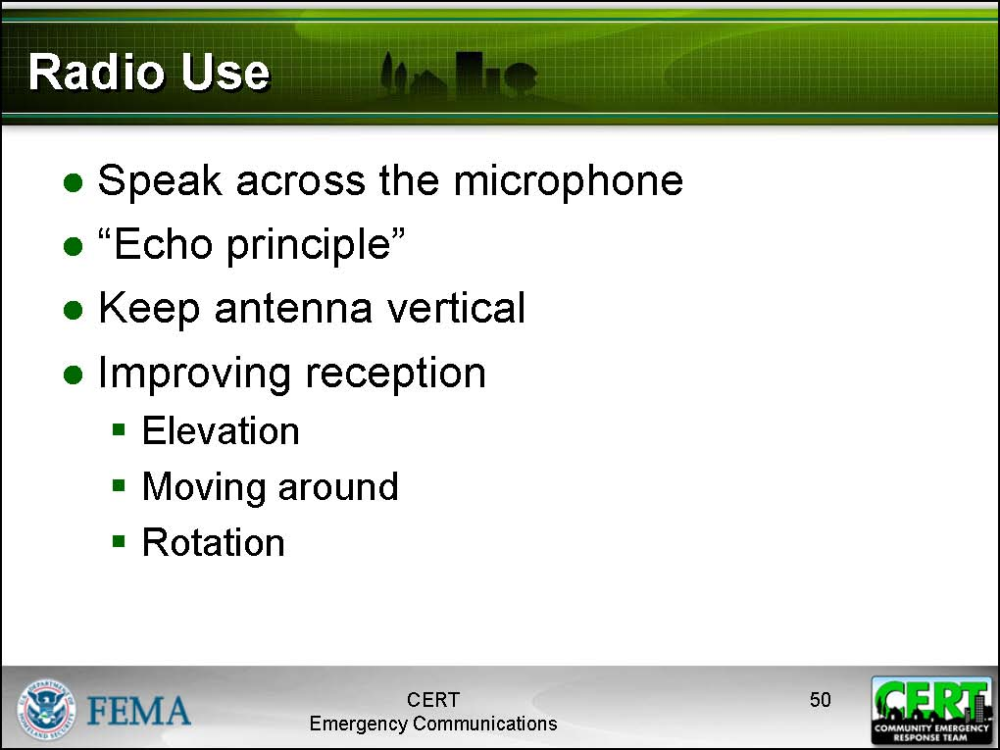 Radio Use
Speak across the microphone
“Echo principle”
Keep antenna vertical
Improving reception
Elevation
Moving around
Rotation
U.S. DEPARTMENT OF HOMELAND SECURITY
FEMA
CERT
Emergency Communications
50
CERT
COMMUNITY EMERGENCY
RESPONSE TEAM